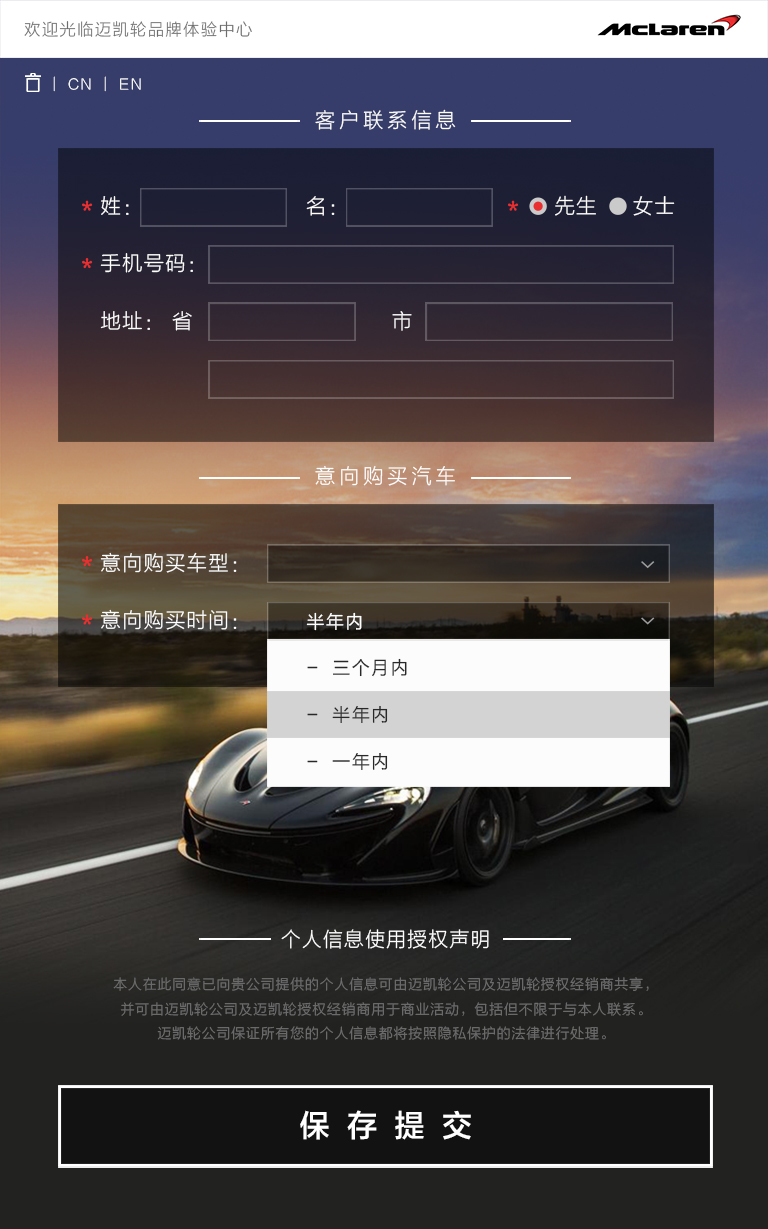 欢迎光临迈凯轮品牌体验中心
McLaren
| CN | EN
客户联系信息
* 姓： 名： * 先生 女士
* 手机号码：
地址： 省 市
意向购买汽车
* 意向购买车型：
* 意向购买时间： 半年内
– 三个月内
– 半年内
– 一年内
个人信息使用授权声明
本人在此同意已向贵公司提供的个人信息可由迈凯轮公司及迈凯轮授权经销商共享，
并可由迈凯轮公司及迈凯轮授权经销商用于商业活动，包括但不限于与本人联系。
迈凯轮公司保证所有您的个人信息都将按照隐私保护的法律进行处理。
保存提交